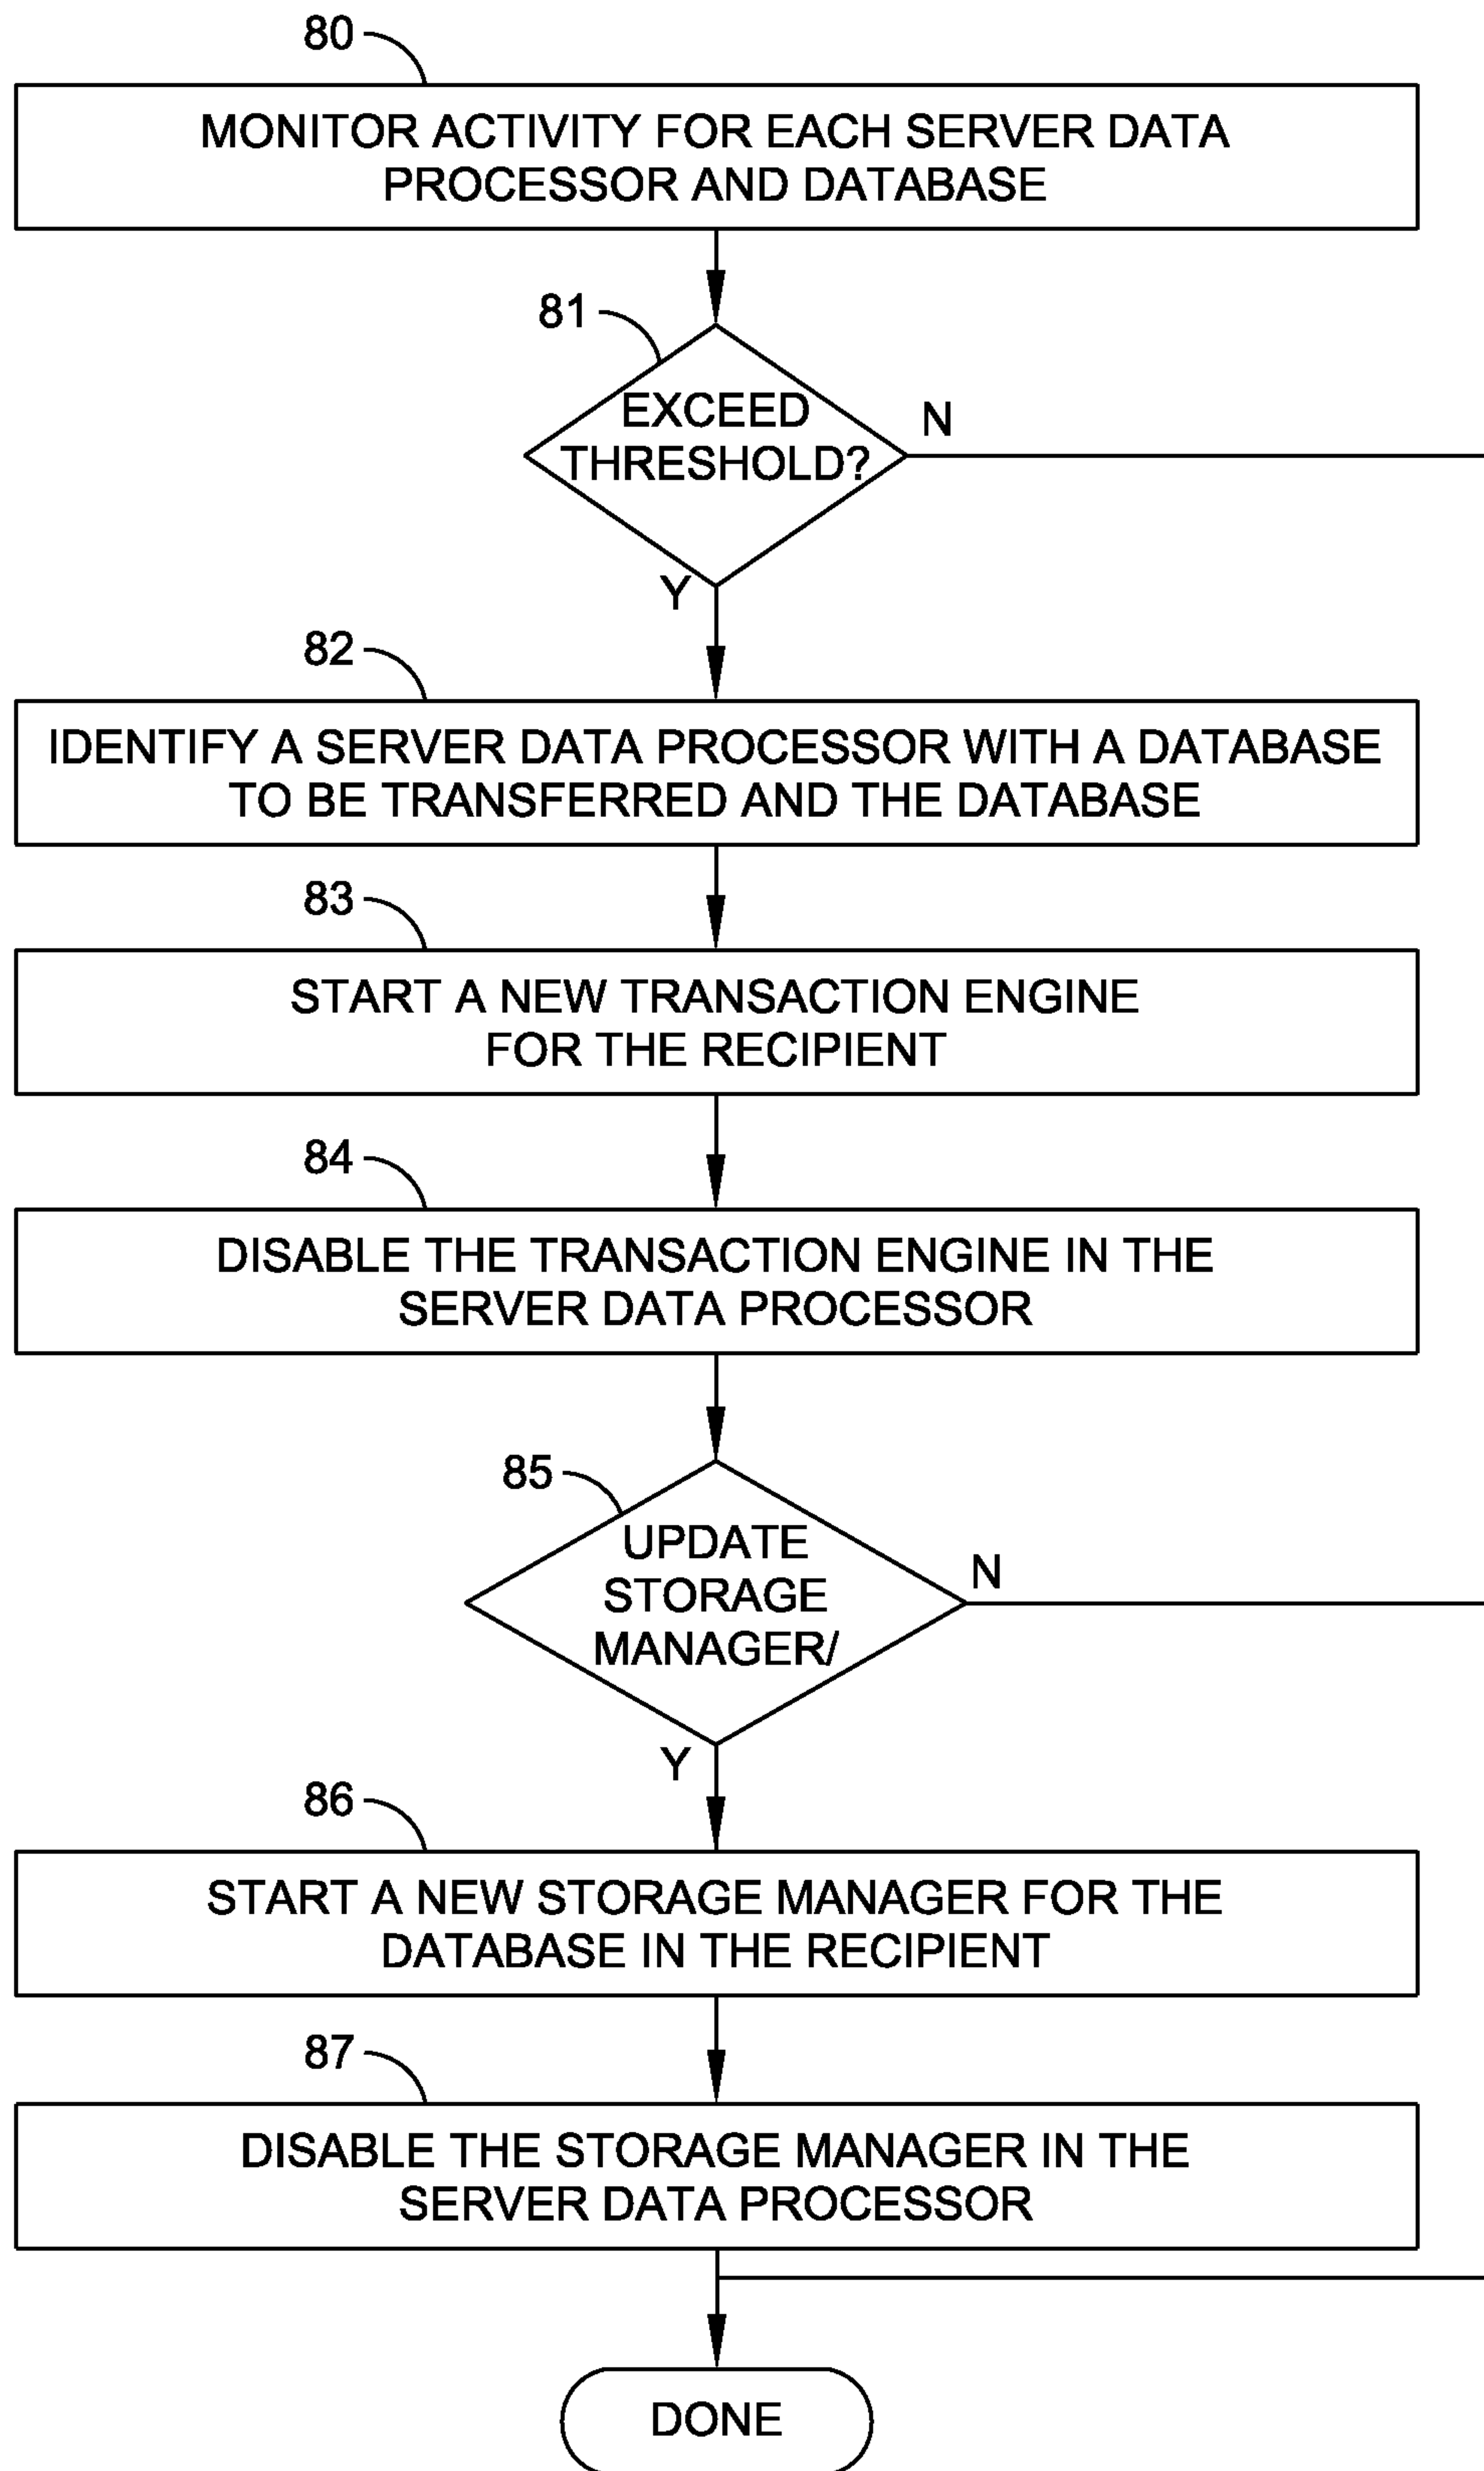 80
MONITOR ACTIVITY FOR EACH SERVER DATA
PROCESSOR AND DATABASE
81
EXCEED
THRESHOLD?
N
Y
82
IDENTIFY A SERVER DATA PROCESSOR WITH A DATABASE
TO BE TRANSFERRED AND THE DATABASE
83
START A NEW TRANSACTION ENGINE
FOR THE RECIPIENT
84
DISABLE THE TRANSACTION ENGINE IN THE
SERVER DATA PROCESSOR
85
UPDATE
STORAGE
MANAGER/
N
Y
86
START A NEW STORAGE MANAGER FOR THE
DATABASE IN THE RECIPIENT
87
DISABLE THE STORAGE MANAGER IN THE
SERVER DATA PROCESSOR
DONE